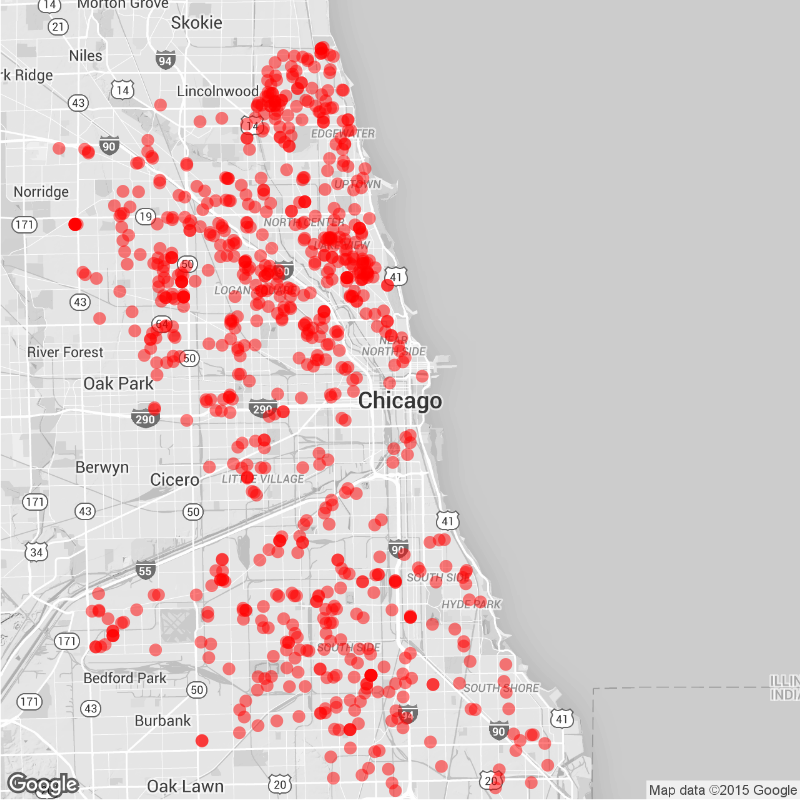 14
Morton Grove
21
Skokie
Niles
94
rk Ridge
14
Lincolnwood
43
14
EDGEWATER
90
Norridge
UPTOWN
171
19
NORTH CENTER
LAKE VIEW
50
90
41
LOGAN SQUARE
43
64
NEAR
NORTH SIDE
River Forest
50
Oak Park
290
290
Chicago
Berwyn
Cicero
LITTLE VILLAGE
171
43
50
41
34
90
55
SOUTH SIDE
HYDE PARK
171
SOUTH SIDE
Bedford Park
50
SOUTH SHORE
ILLIN
INDIA
171
43
Burbank
94
41
90
Google
Oak Lawn
20
20
Map data ©2015 Google